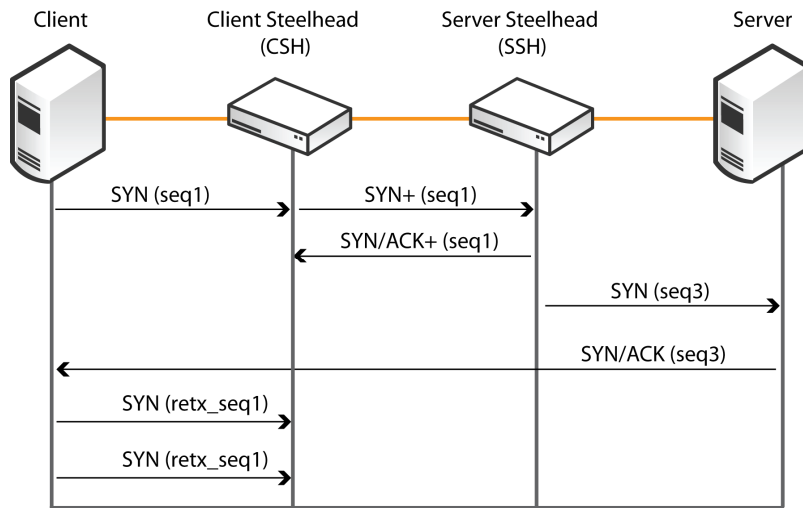 Client
Client Steelhead
(CSH)
Server Steelhead
(SSH)
Server
SYN (seq1)
SYN+ (seq1)
SYN/ACK+ (seq1)
SYN (seq3)
SYN/ACK (seq3)
SYN (retx_seq1)
SYN (retx_seq1)